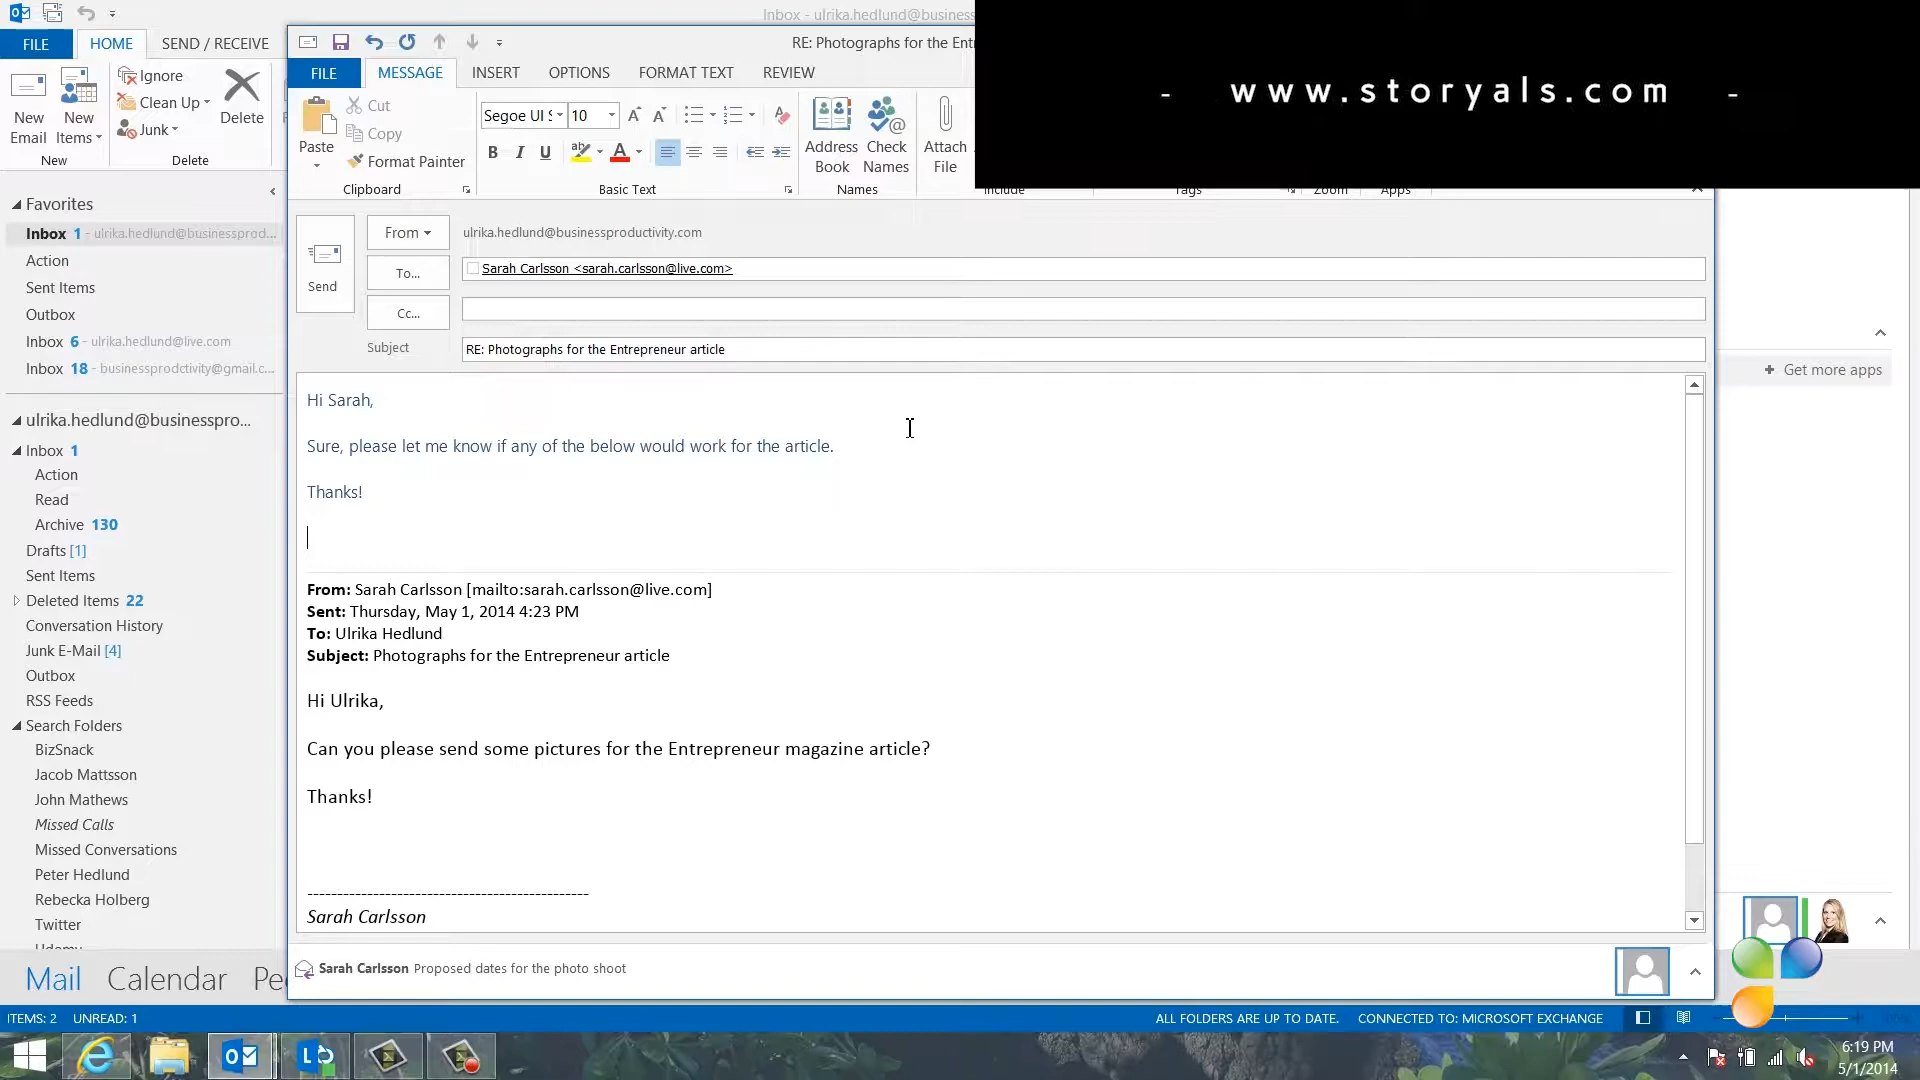 Inbox - ulrika.hedlund@business
FILE
HOME
SEND / RECEIVE
Ignore
Clean Up
Junk
New Email
New Items
Delete
New
Delete
RE: Photographs for the Ent
FILE
MESSAGE
INSERT
OPTIONS
FORMAT TEXT
REVIEW
Paste
Cut
Copy
Format Painter
Clipboard
Segoe UI S
10
B I U
Basic Text
Address Book
Check Names
Names
Attach File
Include
Tags
Zoom
Apps
- www.storyals.com -
Favorites
Inbox 1 - ulrika.hedlund@businessprod...
Action
Sent Items
Outbox
Inbox 6 - ulrika.hedlund@live.com
Inbox 18 - businessprodctivity@gmail.c...
ulrika.hedlund@businesspro...
Inbox 1
Action
Read
Archive 130
Drafts [1]
Sent Items
Deleted Items 22
Conversation History
Junk E-Mail [4]
Outbox
RSS Feeds
Search Folders
BizSnack
Jacob Mattsson
John Mathews
Missed Calls
Missed Conversations
Peter Hedlund
Rebecka Holberg
Twitter
Udemy
Send
From
ulrika.hedlund@businessproductivity.com
To...
Sarah Carlsson <sarah.carlsson@live.com>
Cc...
Subject
RE: Photographs for the Entrepreneur article
Hi Sarah,
Sure, please let me know if any of the below would work for the article.
Thanks!
From: Sarah Carlsson [mailto:sarah.carlsson@live.com]
Sent: Thursday, May 1, 2014 4:23 PM
To: Ulrika Hedlund
Subject: Photographs for the Entrepreneur article
Hi Ulrika,
Can you please send some pictures for the Entrepreneur magazine article?
Thanks!
-----------------------------------------------
Sarah Carlsson
Sarah Carlsson Proposed dates for the photo shoot
+ Get more apps
Mail
Calendar
Pe
ITEMS: 2
UNREAD: 1
ALL FOLDERS ARE UP TO DATE.
CONNECTED TO: MICROSOFT EXCHANGE
6:19 PM
5/1/2014